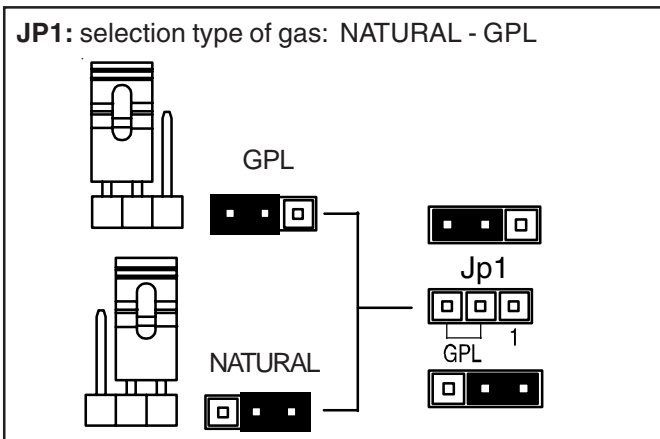 JP1: selection type of gas: NATURAL - GPL
GPL
Jp1
GPL
1
NATURAL